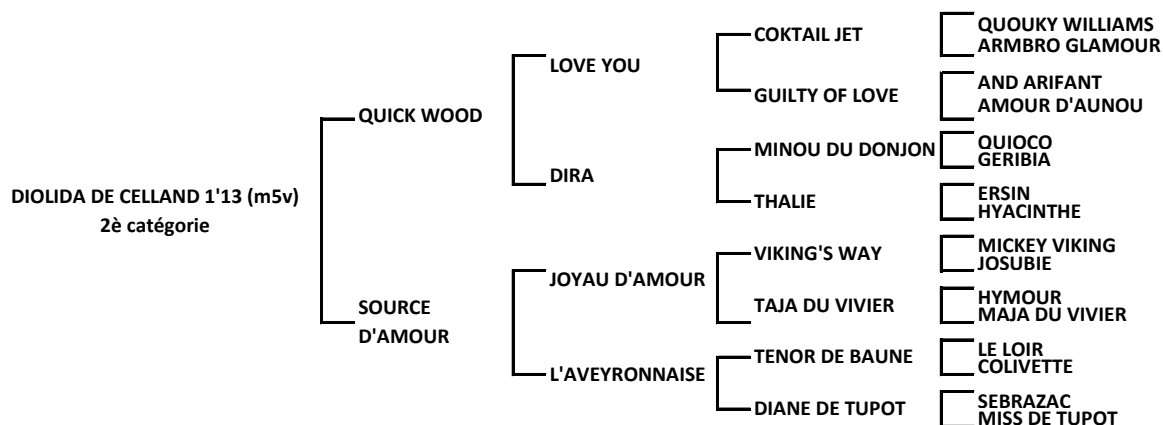 DIOLIDA DE CELLAND 1'13 (m5v)
2è catégorie
QUICK WOOD
SOURCE
D'AMOUR
LOVE YOU
DIRA
JOYAU D'AMOUR
L'AVEYRONNAISE
COKTAIL JET
GUILTY OF LOVE
MINOU DU DONJON
THALIE
VIKING'S WAY
TAJA DU VIVIER
TENOR DE BAUNE
DIANE DE TUPOT
QUOUKY WILLIAMS
ARMBRO GLAMOUR
AND ARIFANT
AMOUR D'AUNOU
QUIOCO
GERIBIA
ERSIN
HYACINTHE
MICKEY VIKING
JOSUBIE
HYMOUR
MAJA DU VIVIER
LE LOIR
COLIVETTE
SEBRAZAC
MISS DE TUPOT